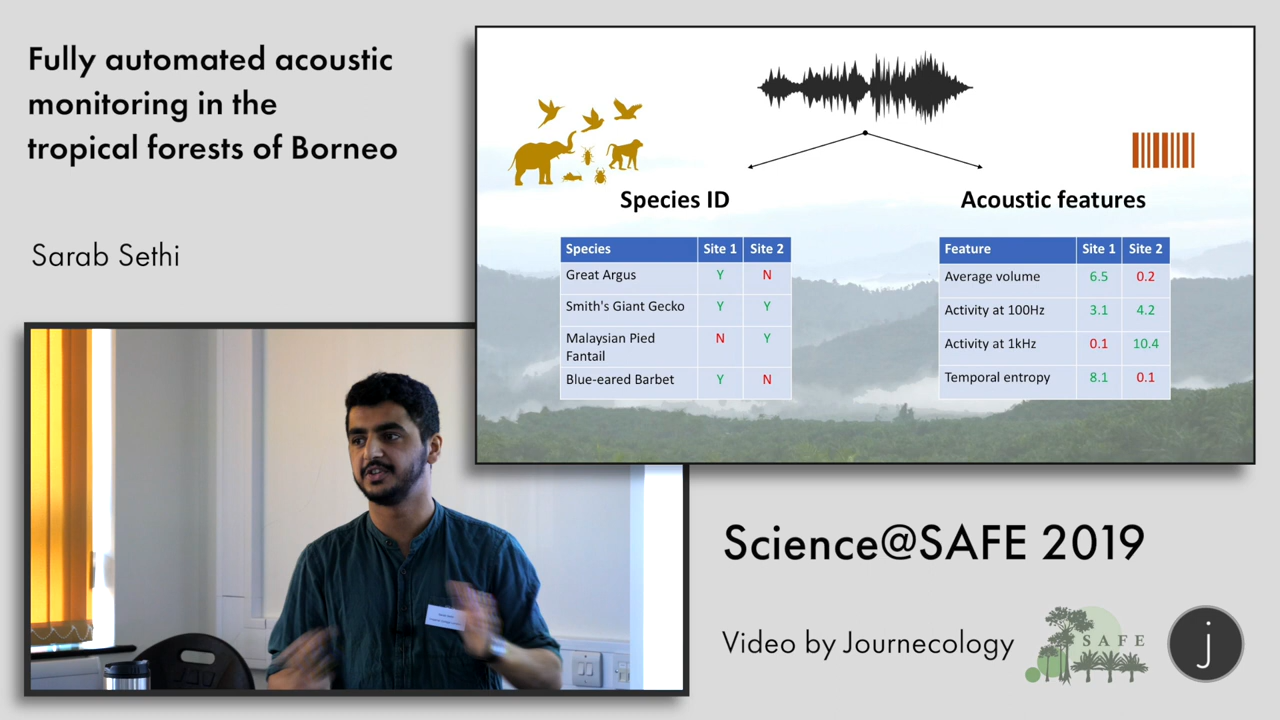 Fully automated acoustic
monitoring in the
tropical forests of Borneo
Sarab Sethi
Species ID
Species Site 1 Site 2
Great Argus Y N
Smith's Giant Gecko Y Y
Malaysian Pied
Fantail N Y
Blue-eared Barbet Y N
Acoustic features
Feature Site 1 Site 2
Average volume 6.5 0.2
Activity at 100Hz 3.1 4.2
Activity at 1kHz 0.1 10.4
Temporal entropy 8.1 0.1
Science@SAFE 2019
Video by Journecology
SAFE
j